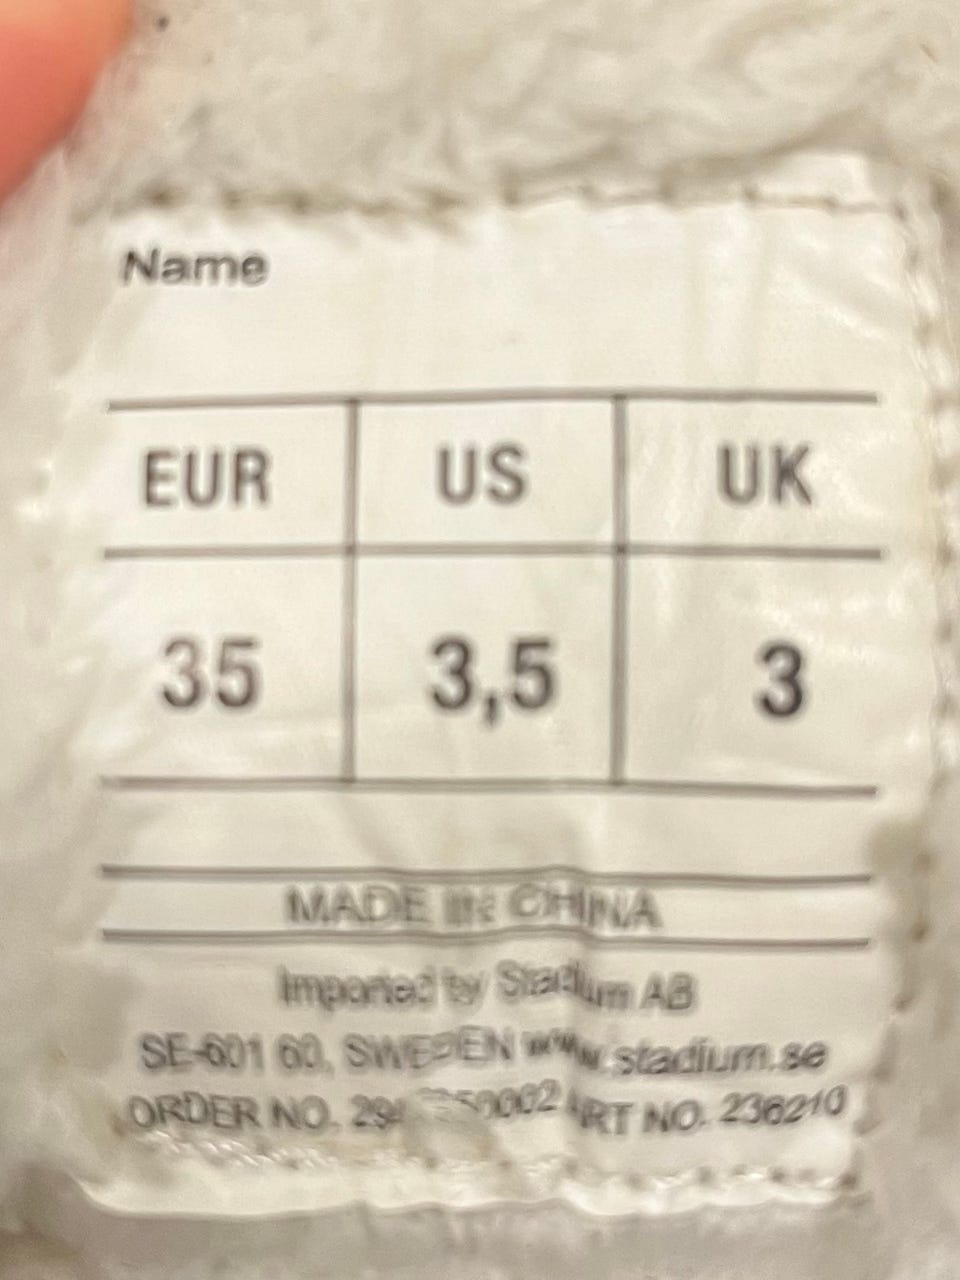 Name
EUR US UK
35 3,5 3
MADE IN CHINA
Imported by Stadium AB
SE-601 60, SWEDEN www.stadium.se
ORDER NO. ART NO. 236210